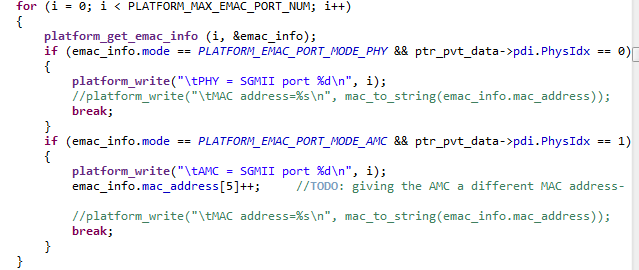 for (i = 0; i < PLATFORM_MAX_EMAC_PORT_NUM; i++)
{
platform_get_emac_info (i, &emac_info);
if (emac_info.mode == PLATFORM_EMAC_PORT_MODE_PHY && ptr_pvt_data->pdi.PhysIdx == 0)
{
platform_write("\tPHY = SGMII port %d\n", i);
//platform_write("\tMAC address=%s\n", mac_to_string(emac_info.mac_address));
break;
}
if (emac_info.mode == PLATFORM_EMAC_PORT_MODE_AMC && ptr_pvt_data->pdi.PhysIdx == 1)
{
platform_write("\tAMC = SGMII port %d\n", i);
emac_info.mac_address[5]++; //TODO: giving the AMC a different MAC address-
//platform_write("\tMAC address=%s\n", mac_to_string(emac_info.mac_address));
break;
}
}